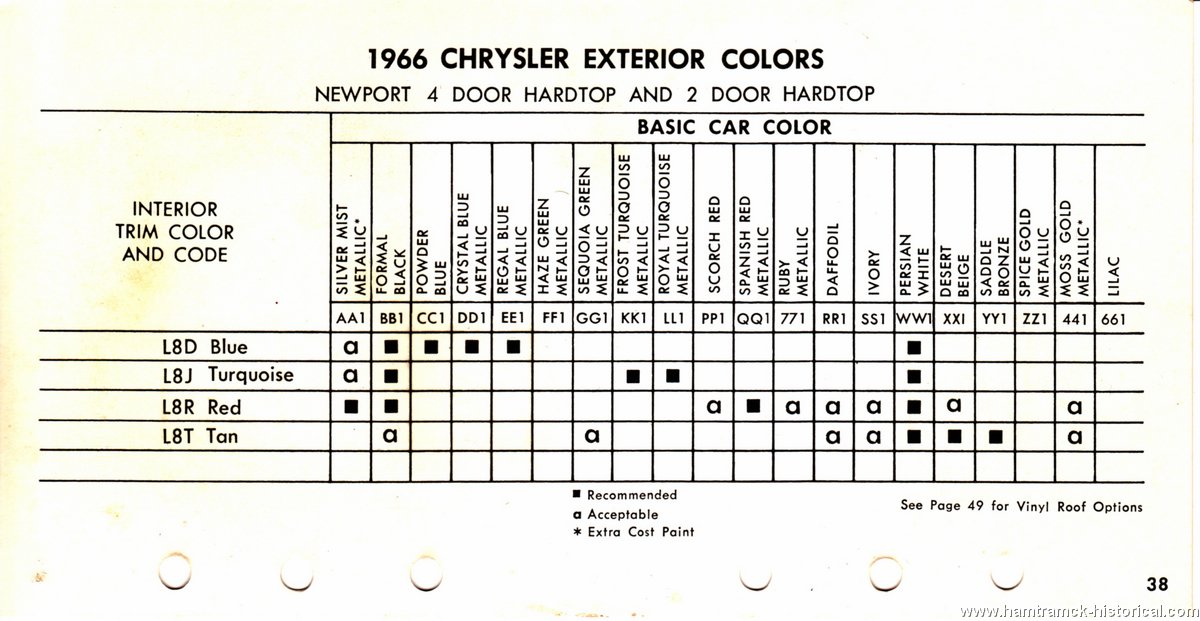 1966 CHRYSLER EXTERIOR COLORS
NEWPORT 4 DOOR HARDTOP AND 2 DOOR HARDTOP
BASIC CAR COLOR
INTERIOR
TRIM COLOR
AND CODE
SILVER MIST
METALLIC*
FORMAL
BLACK
POWDER
BLUE
CRYSTAL BLUE
METALLIC
REGAL BLUE
METALLIC
HAZE GREEN
METALLIC
SEQUOIA GREEN
METALLIC
FROST TURQUOISE
METALLIC
ROYAL TURQUOISE
METALLIC
SCORCH RED
SPANISH RED
METALLIC
RUBY
METALLIC
DAFFODIL
IVORY
PERSIAN
WHITE
DESERT
BEIGE
SADDLE
BRONZE
SPICE GOLD
METALLIC
MOSS GOLD
METALLIC*
LILAC
AA1 BB1 CC1 DD1 EE1 FF1 GG1 KK1 LL1 PP1 QQ1 771 RR1 SS1 WW1 XXI YY1 ZZ1 441 661
L8D Blue a ■ ■ ■ ■ ■
L8J Turquoise a ■ ■ ■ ■
L8R Red ■ ■ a ■ a a a ■ a a
L8T Tan a a a a ■ ■ ■ a
■ Recommended
a Acceptable
* Extra Cost Paint
See Page 49 for Vinyl Roof Options
38
www.hamtramck-historical.com